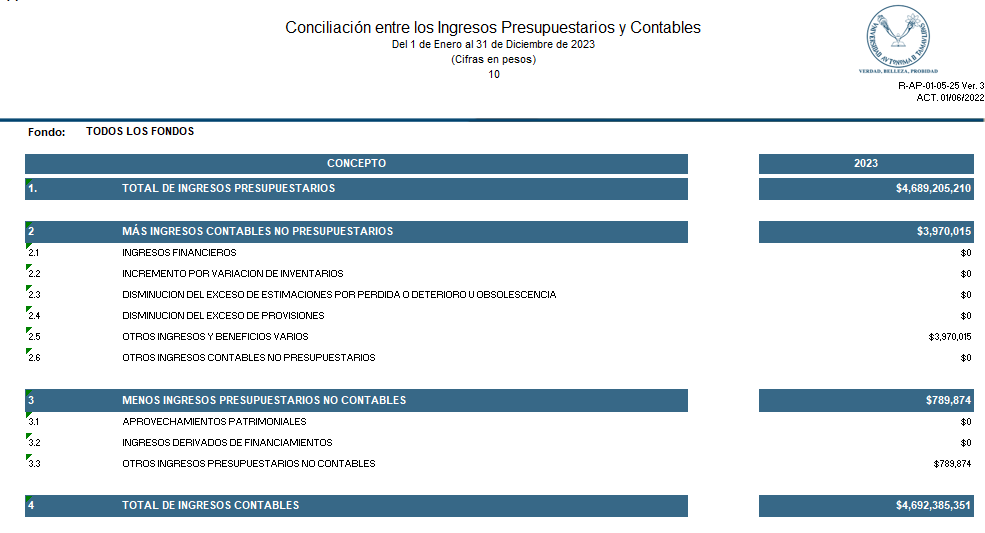 Conciliación entre los Ingresos Presupuestarios y Contables
Del 1 de Enero al 31 de Diciembre de 2023
(Cifras en pesos)
10
UNIVERSIDAD AUTONOMA DE TAMAULIPAS
VERDAD, BELLEZA, PROBIDAD
R-AP-01-05-25 Ver. 3
ACT. 01/06/2022
Fondo: TODOS LOS FONDOS
CONCEPTO 2023
1. TOTAL DE INGRESOS PRESUPUESTARIOS $4,689,205,210
2 MÁS INGRESOS CONTABLES NO PRESUPUESTARIOS $3,970,015
2.1 INGRESOS FINANCIEROS $0
2.2 INCREMENTO POR VARIACION DE INVENTARIOS $0
2.3 DISMINUCION DEL EXCESO DE ESTIMACIONES POR PERDIDA O DETERIORO U OBSOLESCENCIA $0
2.4 DISMINUCION DEL EXCESO DE PROVISIONES $0
2.5 OTROS INGRESOS Y BENEFICIOS VARIOS $3,970,015
2.6 OTROS INGRESOS CONTABLES NO PRESUPUESTARIOS $0
3 MENOS INGRESOS PRESUPUESTARIOS NO CONTABLES $789,874
3.1 APROVECHAMIENTOS PATRIMONIALES $0
3.2 INGRESOS DERIVADOS DE FINANCIAMIENTOS $0
3.3 OTROS INGRESOS PRESUPUESTARIOS NO CONTABLES $789,874
4 TOTAL DE INGRESOS CONTABLES $4,692,385,351